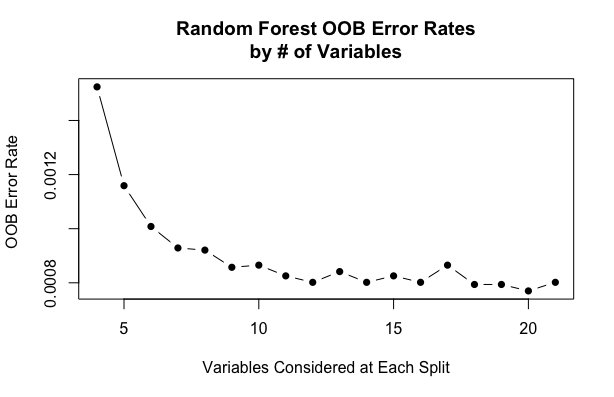 Random Forest OOB Error Rates
by # of Variables
OOB Error Rate
0.0012
0.0008
5 10 15 20
Variables Considered at Each Split